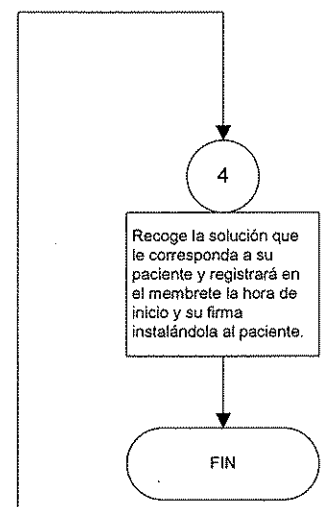 4
Recoge la solución que
le corresponda a su
paciente y registrará en
el membrete la hora de
inicio y su firma
instalándola al paciente.
FIN